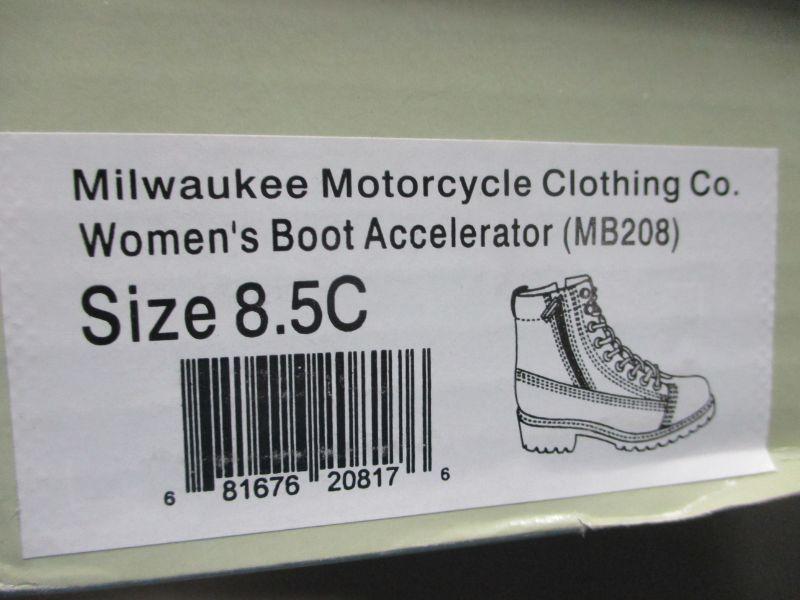 Milwaukee Motorcycle Clothing Co.
Women's Boot Accelerator (MB208)
Size 8.5C
6 81676 20817 6